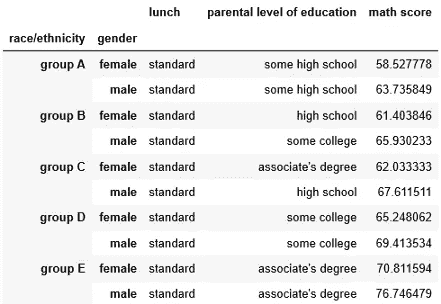 lunch parental level of education math score
race/ethnicity gender
group A female standard some high school 58.527778
male standard some high school 63.735849
group B female standard high school 61.403846
male standard some college 65.930233
group C female standard associate's degree 62.033333
male standard high school 67.611511
group D female standard some college 65.248062
male standard some college 69.413534
group E female standard associate's degree 70.811594
male standard associate's degree 76.746479